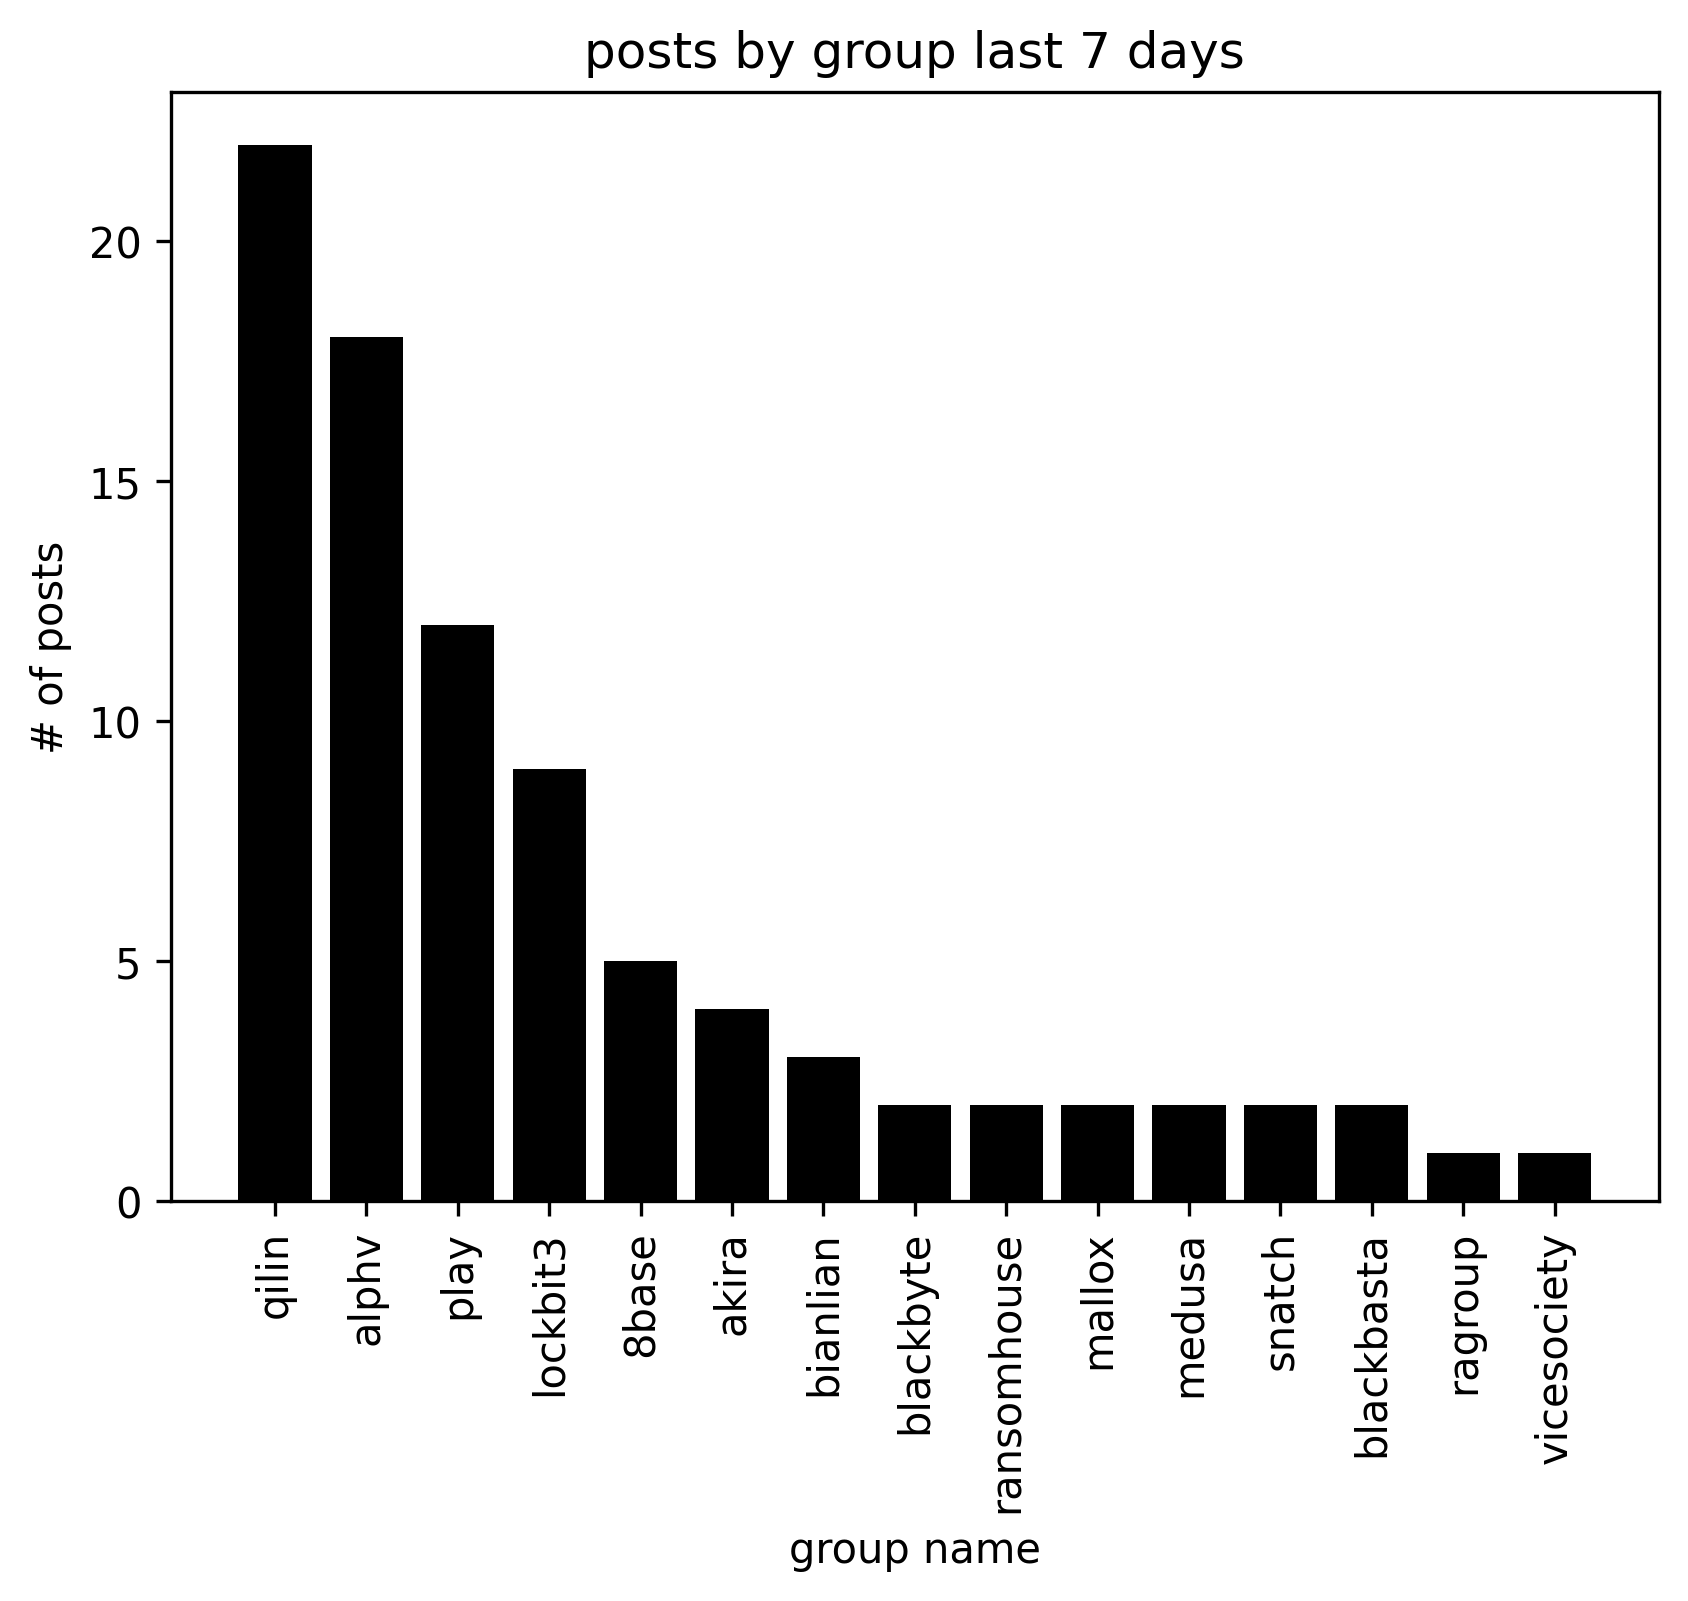 posts by group last 7 days
# of posts
20
15
10
5
0
qilin
alphv
play
lockbit3
8base
akira
bianlian
blackbyte
ransomhouse
mallox
medusa
snatch
blackbasta
ragroup
vicesociety
group name